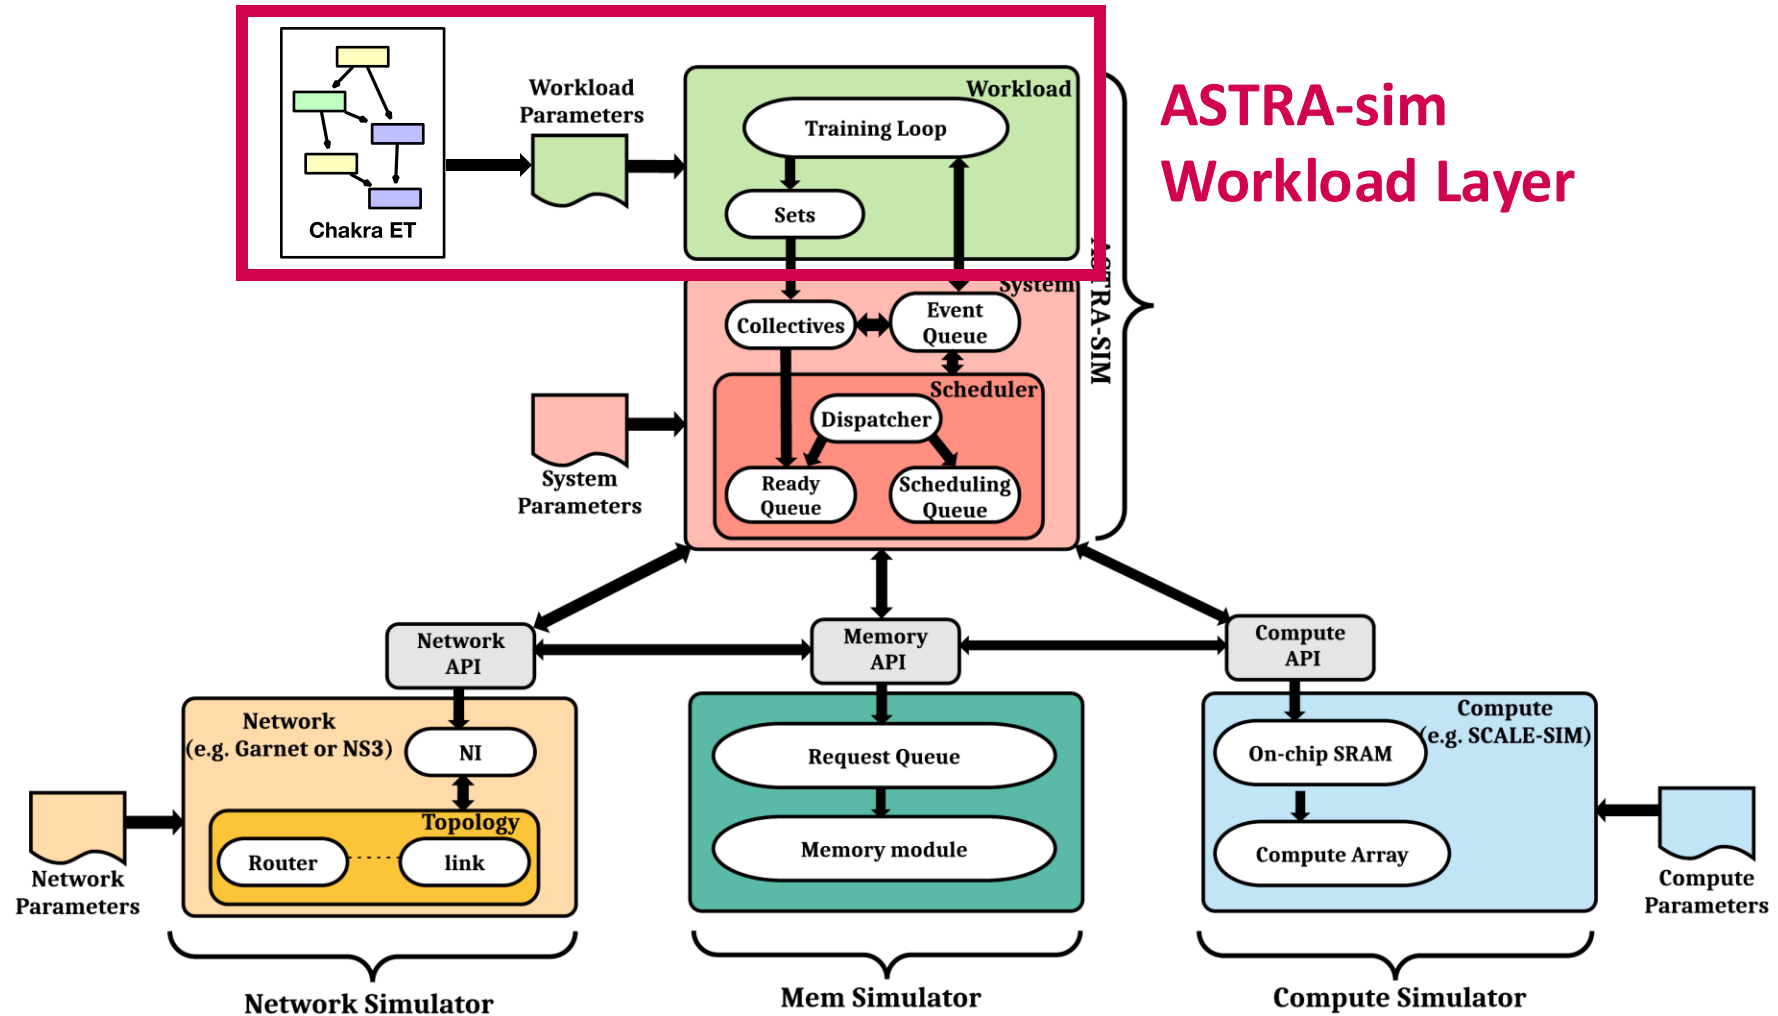 ASTRA-sim
Workload Layer
Chakra ET
Workload
Parameters
Workload
Training Loop
Sets
System
Collectives
Event
Queue
ASTRA-SIM
Scheduler
Dispatcher
Ready
Queue
Scheduling
Queue
System
Parameters
Network
API
Memory
API
Compute
API
Network
(e.g. Garnet or NS3)
NI
Topology
Router
link
Network
Parameters
Request Queue
Memory module
Compute
(e.g. SCALE-SIM)
On-chip SRAM
Compute Array
Compute
Parameters
Network Simulator
Mem Simulator
Compute Simulator